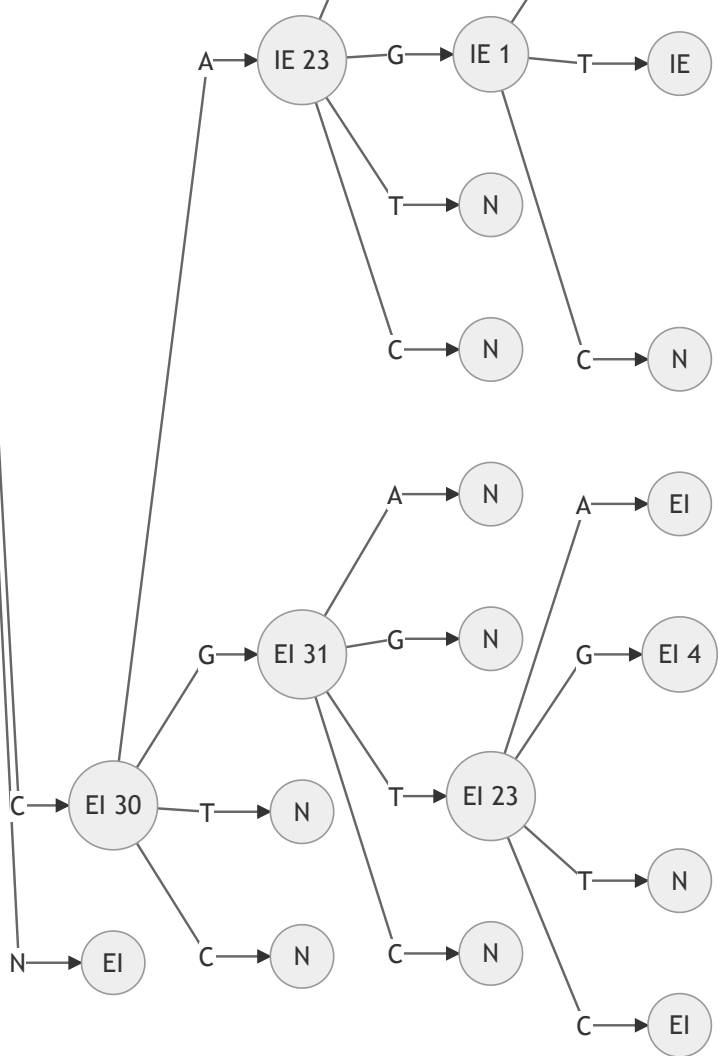 A IE 23 G IE 1 T IE
T N
C N C N
A N A EI
G EI 31 G N G EI 4
C EI 30 T N T EI 23 T N
N EI C N C N
C EI